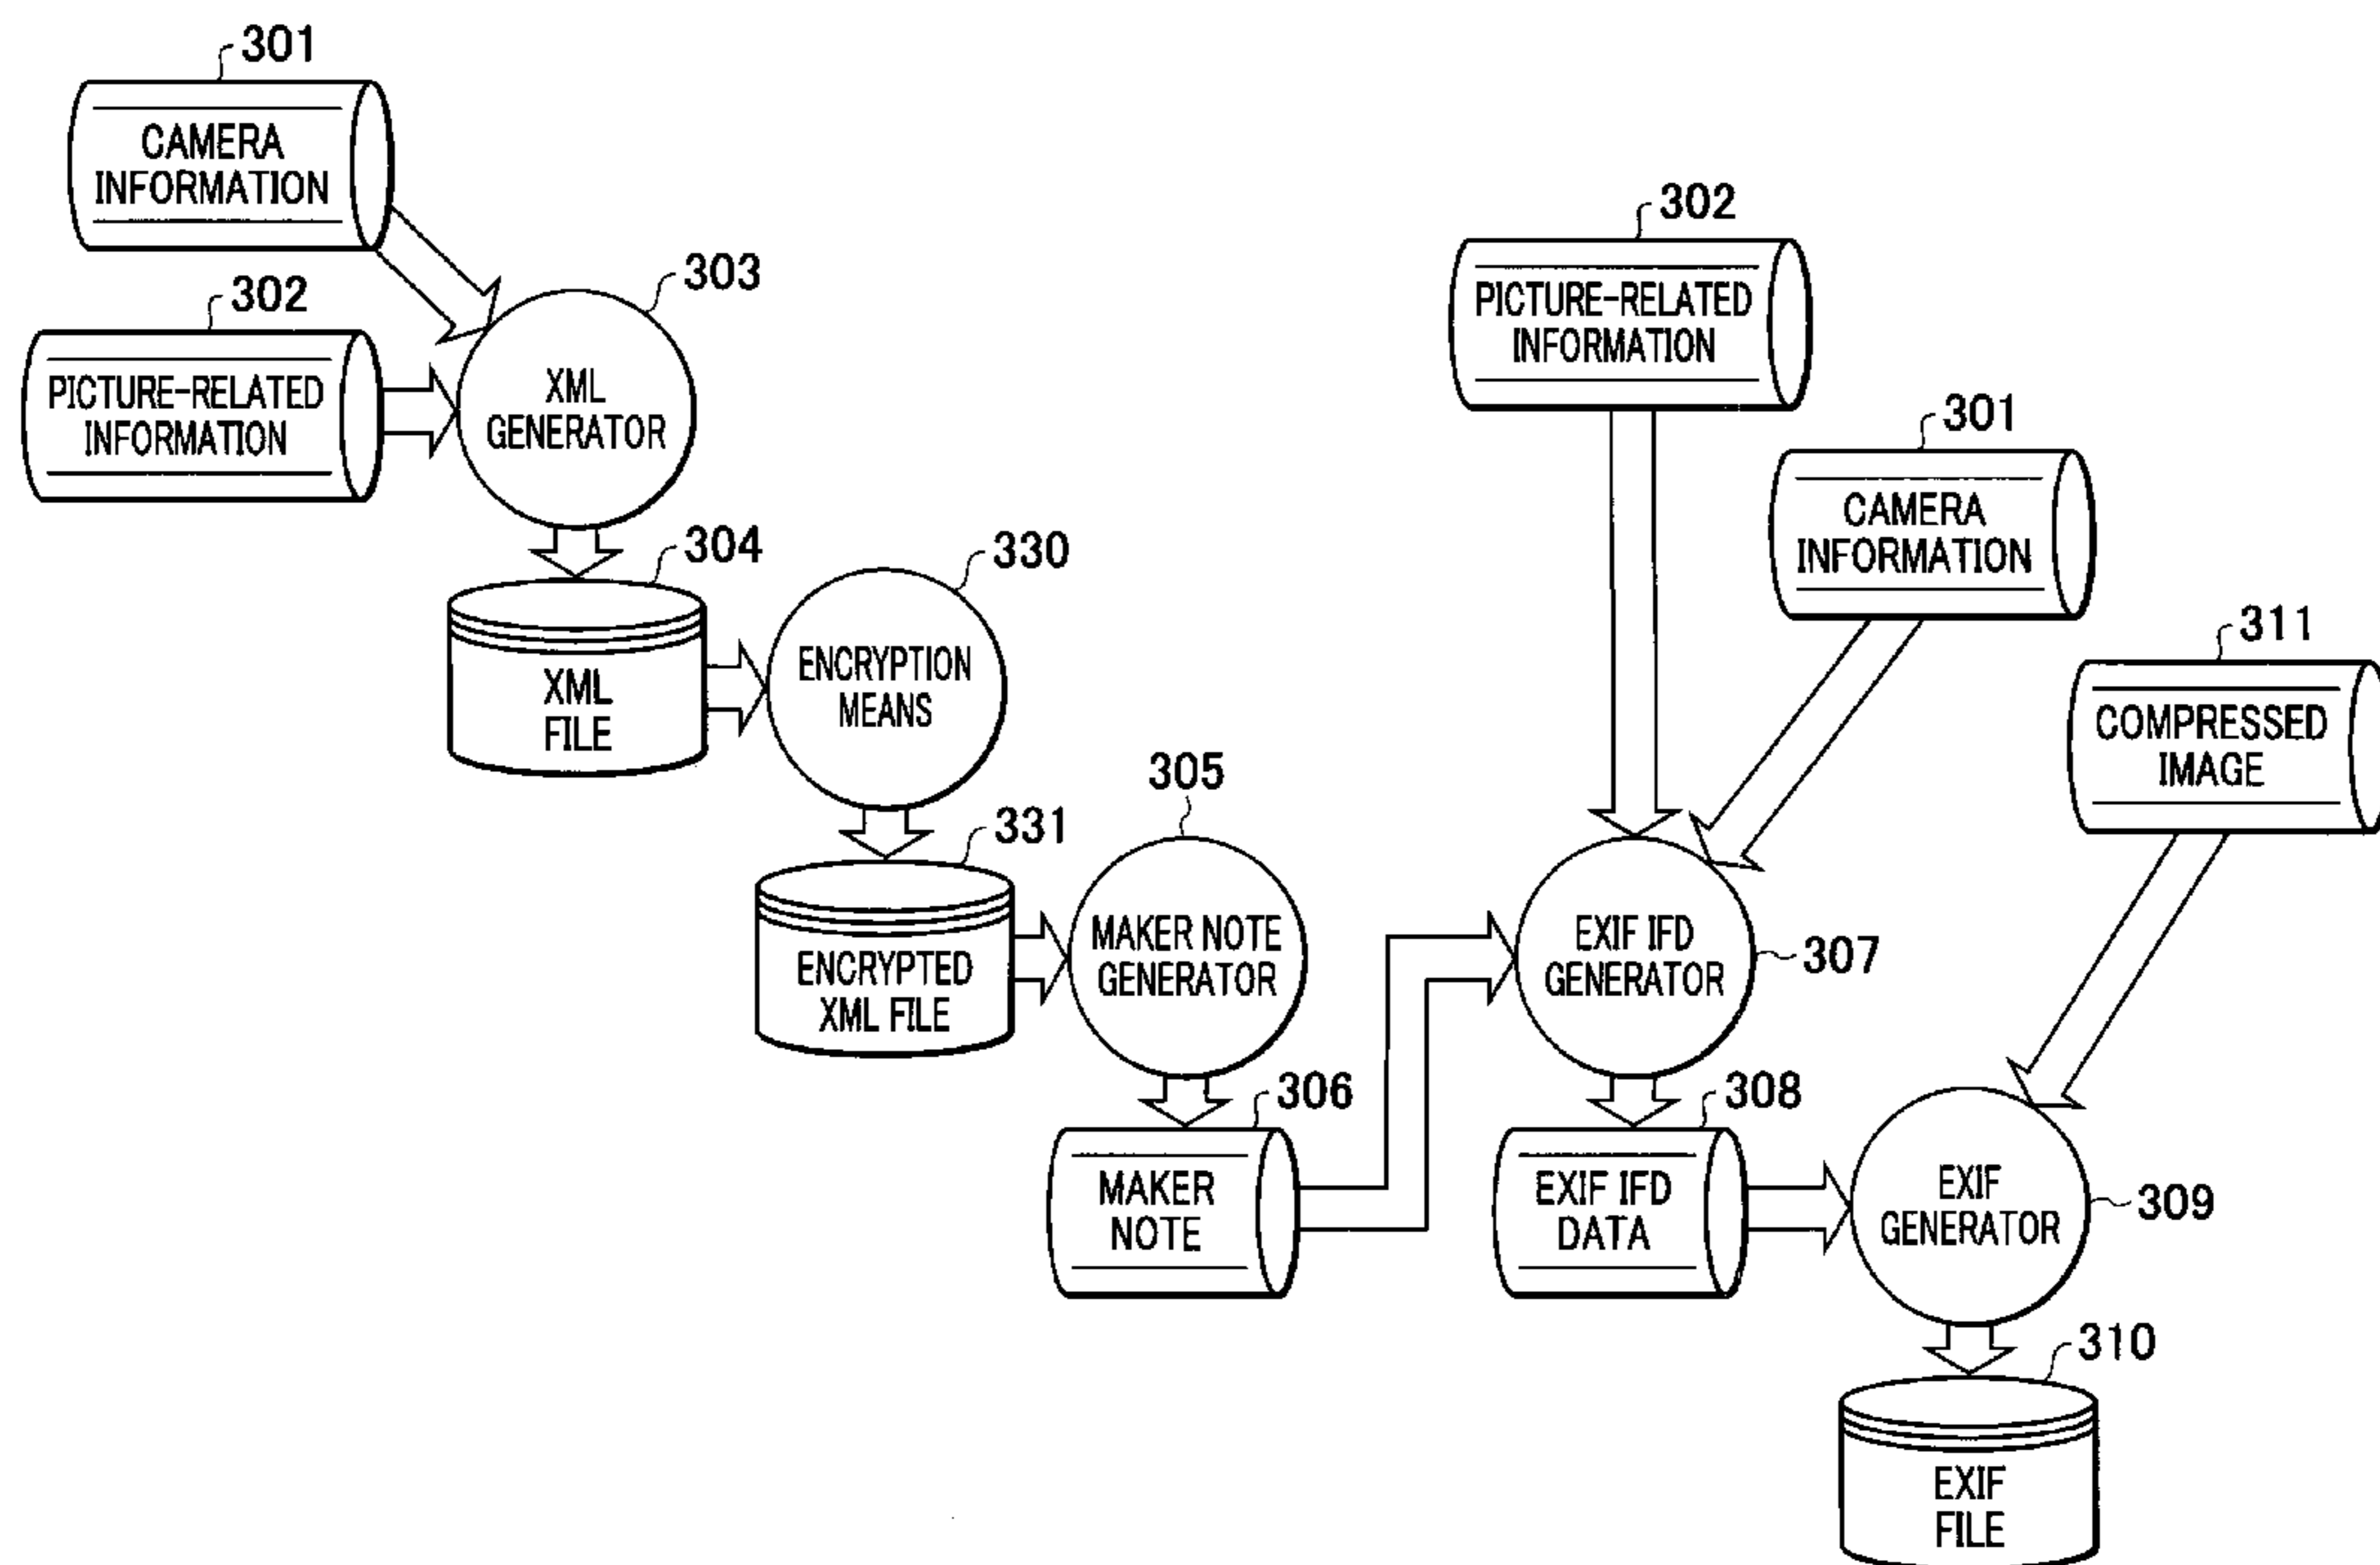 301
CAMERA
INFORMATION
302
PICTURE-RELATED
INFORMATION
303
XML
GENERATOR
304
XML
FILE
330
ENCRYPTION
MEANS
331
ENCRYPTED
XML FILE
305
MAKER NOTE
GENERATOR
306
MAKER
NOTE
302
PICTURE-RELATED
INFORMATION
301
CAMERA
INFORMATION
311
COMPRESSED
IMAGE
EXIF IFD
GENERATOR
307
308
EXIF IFD
DATA
EXIF
GENERATOR
309
310
EXIF
FILE